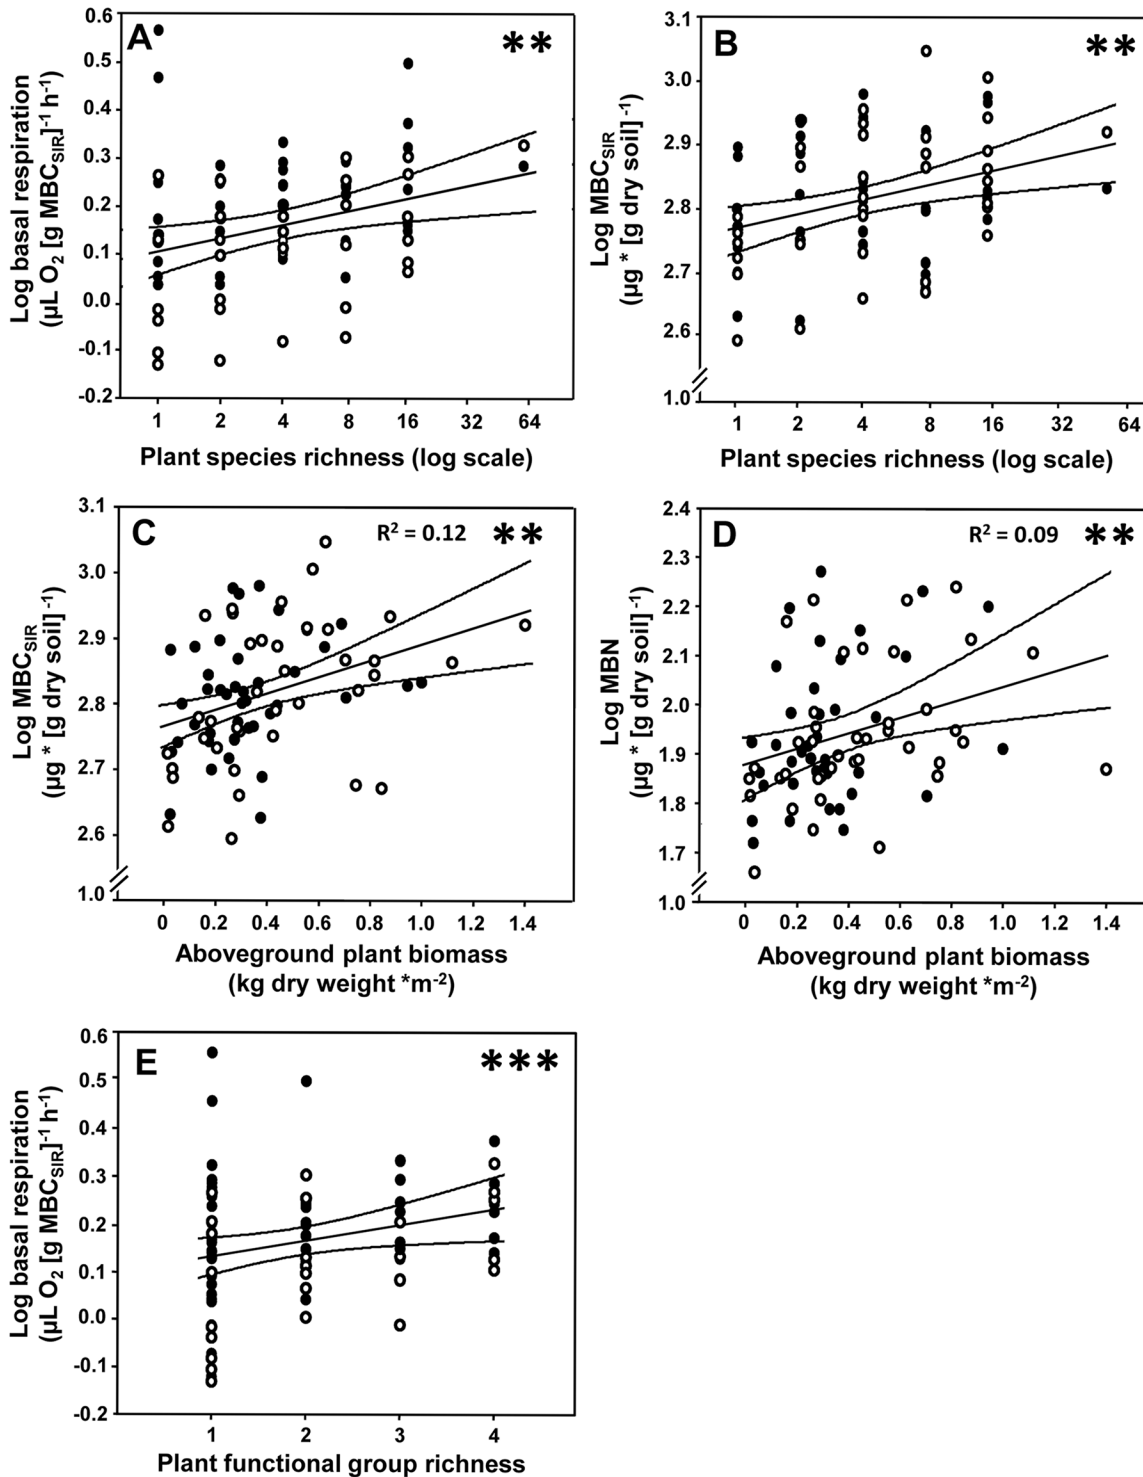 A
**
Log basal respiration
(µL O2 [g MBCSIR]-1 h-1)
0.6
0.5
0.4
0.3
0.2
0.1
0.0
-0.1
-0.2
1 2 4 8 16 32 64
Plant species richness (log scale)
B
**
Log MBCSIR
(µg * [g dry soil] -1)
3.1
3.0
2.9
2.8
2.7
2.6
1.0
1 2 4 8 16 32 64
Plant species richness (log scale)
C
R2 = 0.12 **
Log MBCSIR
(µg * [g dry soil] -1)
3.1
3.0
2.9
2.8
2.7
2.6
1.0
0 0.2 0.4 0.6 0.8 1.0 1.2 1.4
Aboveground plant biomass
(kg dry weight *m-2)
D
R2 = 0.09 **
Log MBN
(µg * [g dry soil] -1)
2.4
2.3
2.2
2.1
2.0
1.9
1.8
1.7
1.0
0 0.2 0.4 0.6 0.8 1.0 1.2 1.4
Aboveground plant biomass
(kg dry weight *m-2)
E
***
Log basal respiration
(µL O2 [g MBCSIR]-1 h-1)
0.6
0.5
0.4
0.3
0.2
0.1
0.0
-0.1
-0.2
1 2 3 4
Plant functional group richness